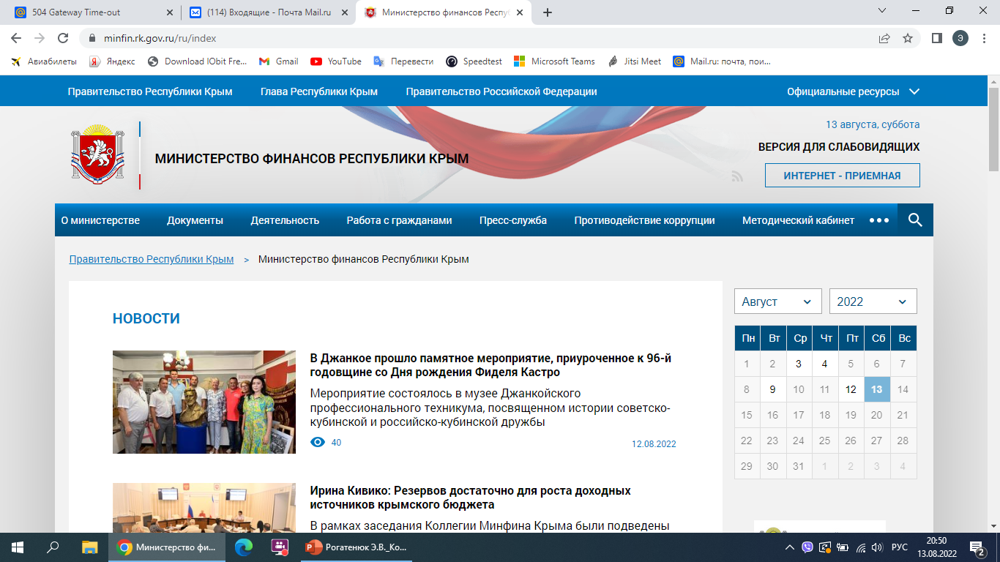 504 Gateway Time-out
(114) Входящие - Почта Mail.ru
Министерство финансов Респу
minfin.rk.gov.ru/ru/index
Э
Авиабилеты
Яндекс
Download IObit Fre...
Gmail
YouTube
Перевести
Speedtest
Microsoft Teams
Jitsi Meet
Mail.ru: почта, пои...
Правительство Республики Крым
Глава Республики Крым
Правительство Российской Федерации
Официальные ресурсы
13 августа, суббота
ВЕРСИЯ ДЛЯ СЛАБОВИДЯЩИХ
МИНИСТЕРСТВО ФИНАНСОВ РЕСПУБЛИКИ КРЫМ
ИНТЕРНЕТ - ПРИЕМНАЯ
О министерстве
Документы
Деятельность
Работа с гражданами
Пресс-служба
Противодействие коррупции
Методический кабинет
Правительство Республики Крым > Министерство финансов Республики Крым
НОВОСТИ
В Джанкое прошло памятное мероприятие, приуроченное к 96-й
годовщине со Дня рождения Фиделя Кастро
Мероприятие состоялось в музее Джанкойского
профессионального техникума, посвященном истории советско-
кубинской и российско-кубинской дружбы
40
12.08.2022
Ирина Кивико: Резервов достаточно для роста доходных
источников крымского бюджета
В рамках заседания Коллегии Минфина Крыма были подведены
Август
2022
Пн Вт Ср Чт Пт Сб Вс
1 2 3 4 5 6 7
8 9 10 11 12 13 14
15 16 17 18 19 20 21
22 23 24 25 26 27 28
29 30 31 1 2 3 4
Министерство фи...
Рогатенюк Э.В._Ко...
РУС
20:50
13.08.2022
2